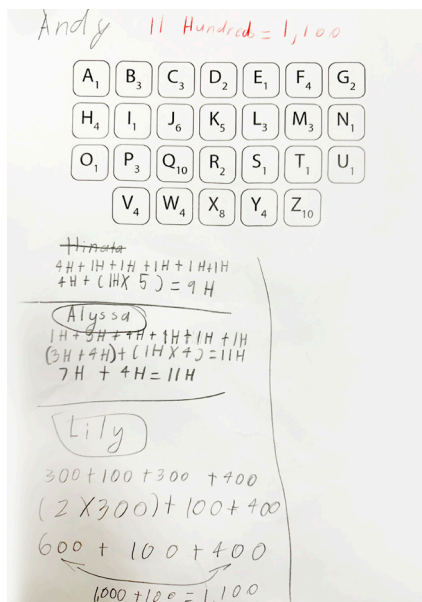 Andy 11 Hundred = 1,100
A1 B3 C3 D2 E1 F4 G2
H4 I1 J6 K5 L3 M3 N1
O1 P3 Q10 R2 S1 T1 U1
V4 W4 X8 Y4 Z10
Hinata
4H + 1H + 1H + 1H + 1H + 1H
4H + (1H X 5) = 9H
Alyssa
1H + 3H + 4H + 1H + 1H + 1H
(3H + 4H) + (1H X 4) = 11H
7H + 4H = 11H
Lily
300 + 100 + 300 + 400
(2 X 300) + 100 + 400
600 + 100 + 400
1,000 + 100 = 1,100